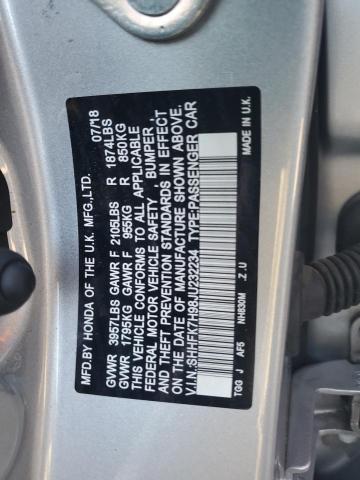 MFD.BY HONDA OF THE U.K. MFG.,LTD. 07/18
GVWR 3957LBS GAWR F 2105LBS R 1874LBS
GVWR 1795KG GAWR F 955KG R 850KG
THIS VEHICLE CONFORMS TO ALL APPLICABLE
FEDERAL MOTOR VEHICLE SAFETY , BUMPER ,
AND THEFT PREVENTION STANDARDS IN EFFECT
ON THE DATE OF MANUFACTURE SHOWN ABOVE.
V.I.N.:SHHFK7H98JU232234 TYPE:PASSENGER CAR
TGG J AF5 NH830M Z.U MADE IN U.K.